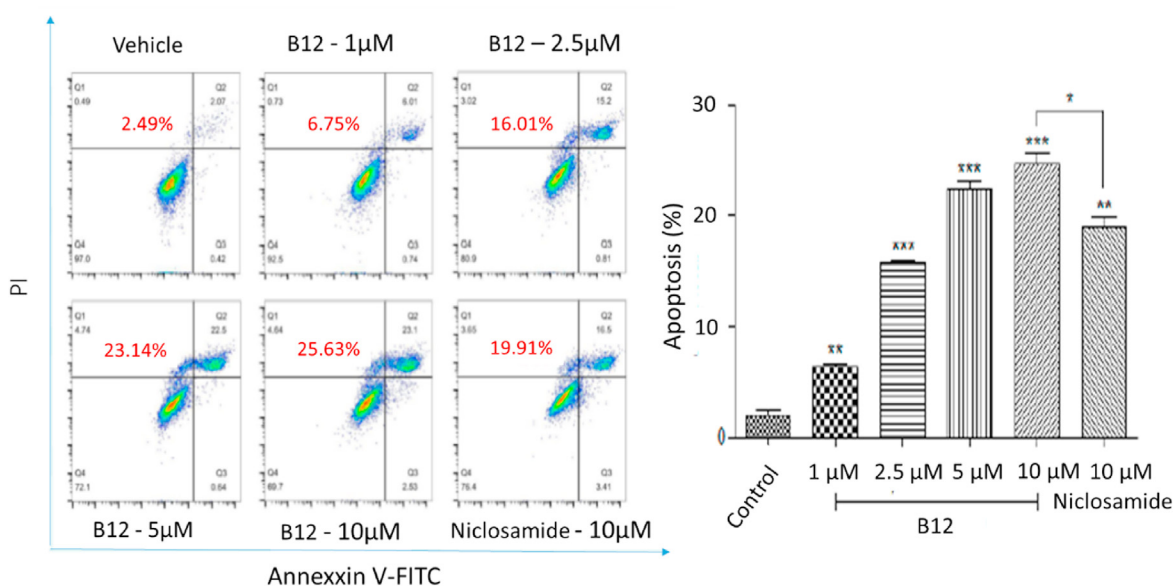 Vehicle
B12 - 1µM
B12 – 2.5µM
Q1
0.49
Q2
2.07
2.49%
Q4
97.0
Q3
0.42
Q1
0.73
Q2
6.01
6.75%
Q4
92.5
Q3
0.74
Q1
3.02
Q2
15.2
16.01%
Q4
80.9
Q3
0.81
PI
Q1
4.74
Q2
22.5
23.14%
Q4
72.1
Q3
0.64
Q1
4.64
Q2
23.1
25.63%
Q4
69.7
Q3
2.53
Q1
3.65
Q2
16.5
19.91%
Q4
76.4
Q3
3.41
B12 - 5µM
B12 - 10µM
Niclosamide - 10µM
Annexxin V-FITC
Apoptosis (%)
30
20
10
0
**
***
***
***
*
**
Control
1 µM
2.5 µM
5 µM
10 µM
10 µM
B12
Niclosamide